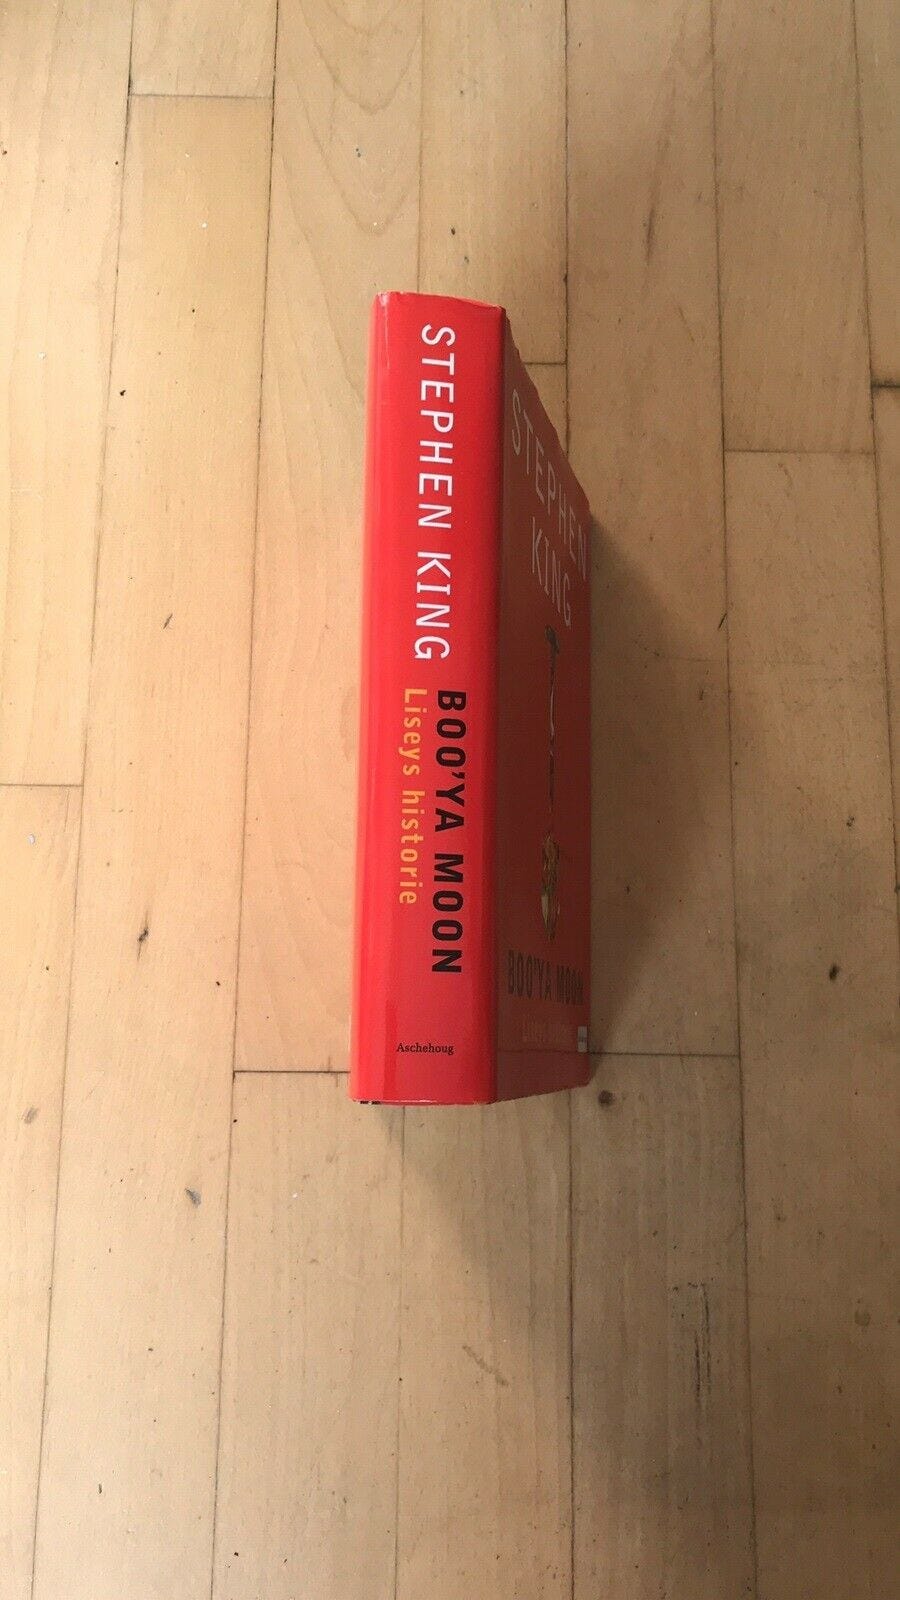 STEPHEN KING
BOO'YA MOON
Liseys historie
Aschehoug
STEPHEN
KING
BOO'YA MOON